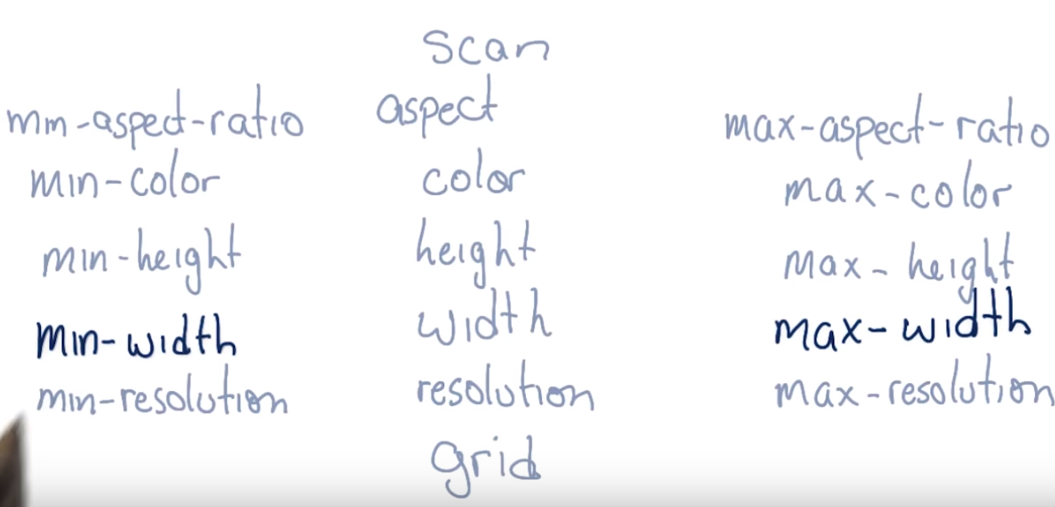 scan
min-aspect-ratio aspect max-aspect-ratio
min-color color max-color
min-height height max-height
min-width width max-width
min-resolution resolution max-resolution
grid